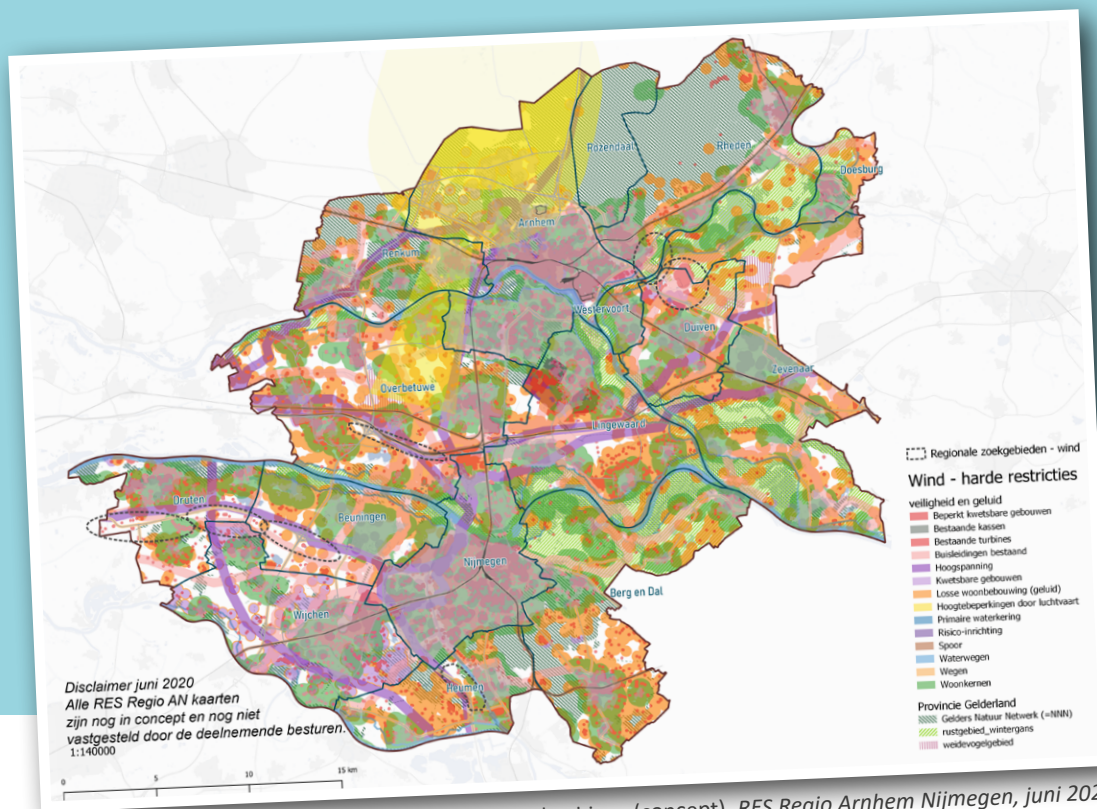 Rozendaal
Rheden
Doesburg
Arnhem
Renkum
Westervoort
Duiven
Zevenaar
Overbetuwe
Lingewaard
Druten
Beuningen
Nijmegen
Berg en Dal
Wijchen
Heumen
Regionale zoekgebieden - wind
Wind - harde restricties
veiligheid en geluid
Beperkt kwetsbare gebouwen
Bestaande kassen
Bestaande turbines
Buisleidingen bestaand
Hoogspanning
Kwetsbare gebouwen
Losse woonbebouwing (geluid)
Hoogtebeperkingen door luchtvaart
Primaire waterkering
Risico-inrichting
Spoor
Waterwegen
Wegen
Woonkernen
Provincie Gelderland
Gelders Natuur Netwerk (=NNN)
rustgebied_wintergans
weidevogelgebied
Disclaimer juni 2020
Alle RES Regio AN kaarten
zijn nog in concept en nog niet
vastgesteld door de deelnemende besturen.
1:140000
0 5 10 15 km
(concept), RES Regio Arnhem Nijmegen, juni 202